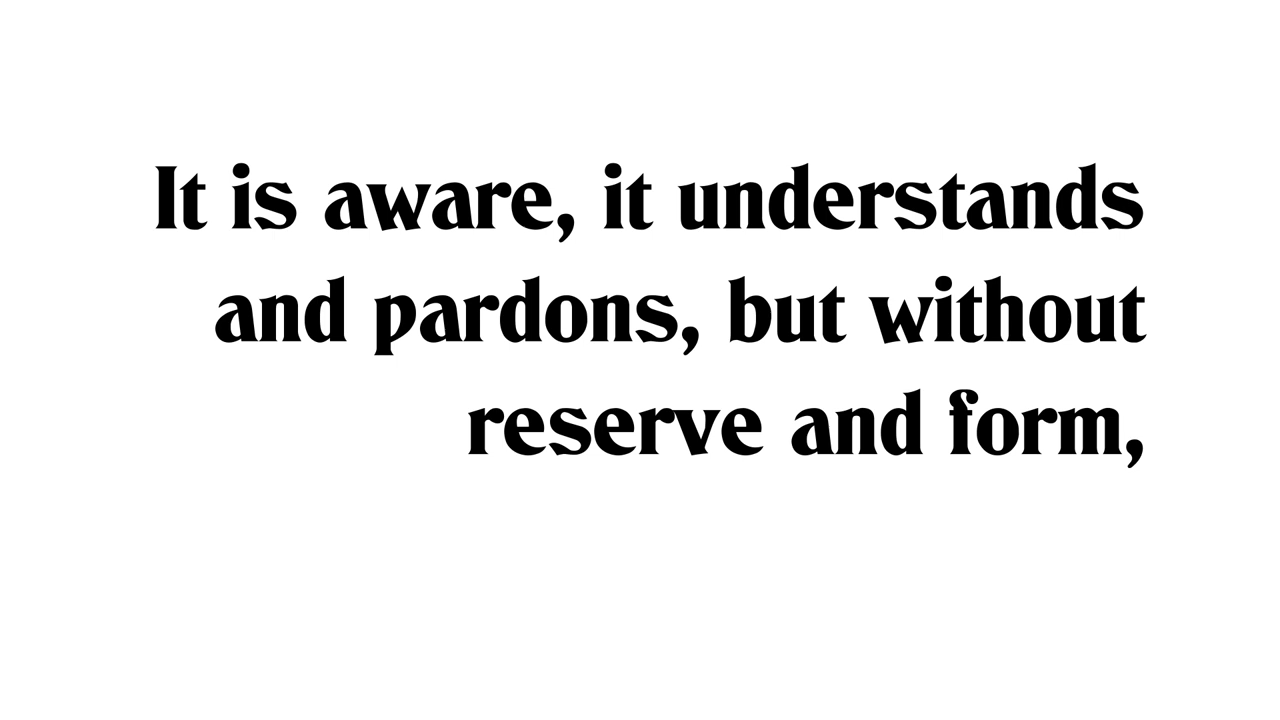 It is aware, it understands
and pardons, but without
reserve and form,